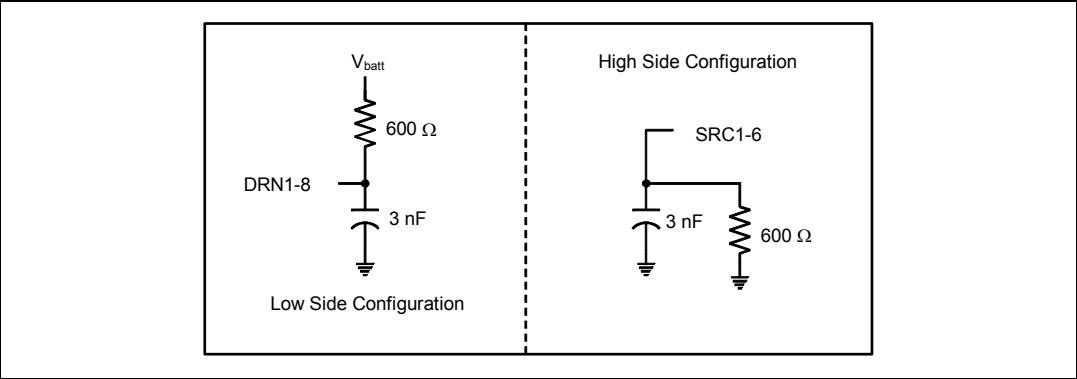 V_batt
600 Ω
DRN1-8
3 nF
Low Side Configuration
High Side Configuration
SRC1-6
3 nF
600 Ω